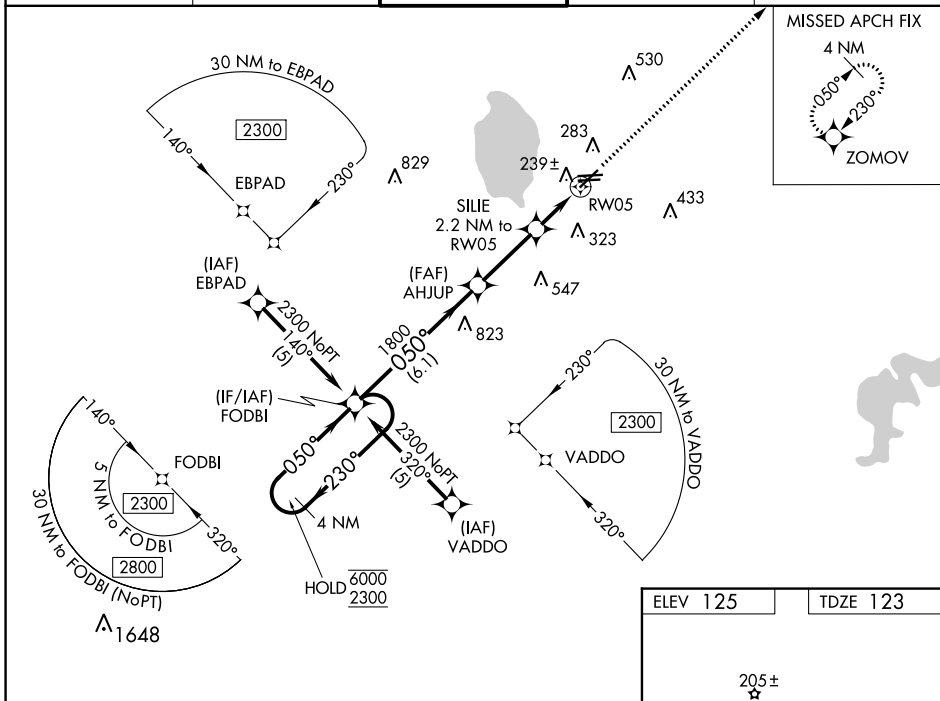 MISSED APCH FIX
4 NM
050°
230°
ZOMOV
30 NM to EBPAD
140°
2300
230°
EBPAD
530
283
239±
829
RW05
433
SILIE
2.2 NM to
RW05
323
(FAF)
AHJUP
547
823
(IAF)
EBPAD
2300 NoPT
140°
(5)
1800
050°
(6.1)
(IF/IAF)
FODBI
050°
230°
4 NM
2300 NoPT
320°
(5)
(IAF)
VADDO
HOLD
6000
2300
230°
30 NM to VADDO
2300
VADDO
320°
140°
FODBI
5 NM to FODBI
2300
320°
2800
30 NM to FODBI (NoPT)
1648
ELEV 125
TDZE 123
205±